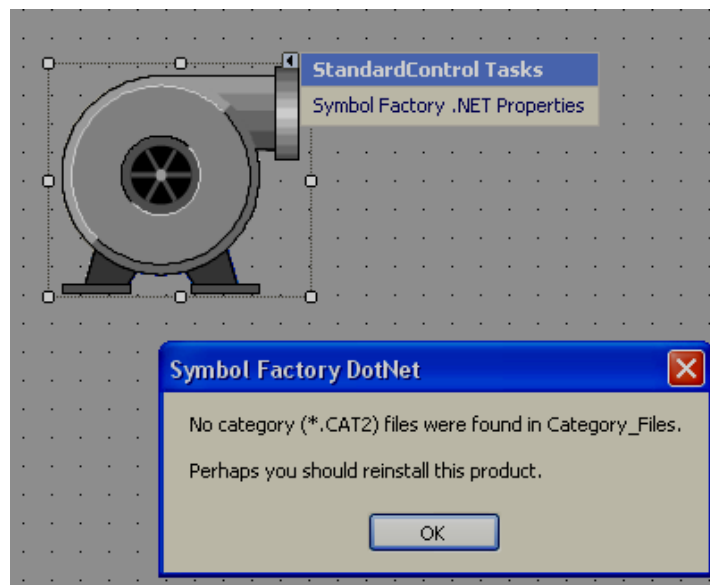 StandardControl Tasks
Symbol Factory .NET Properties
Symbol Factory DotNet
No category (*.CAT2) files were found in Category_Files.
Perhaps you should reinstall this product.
OK